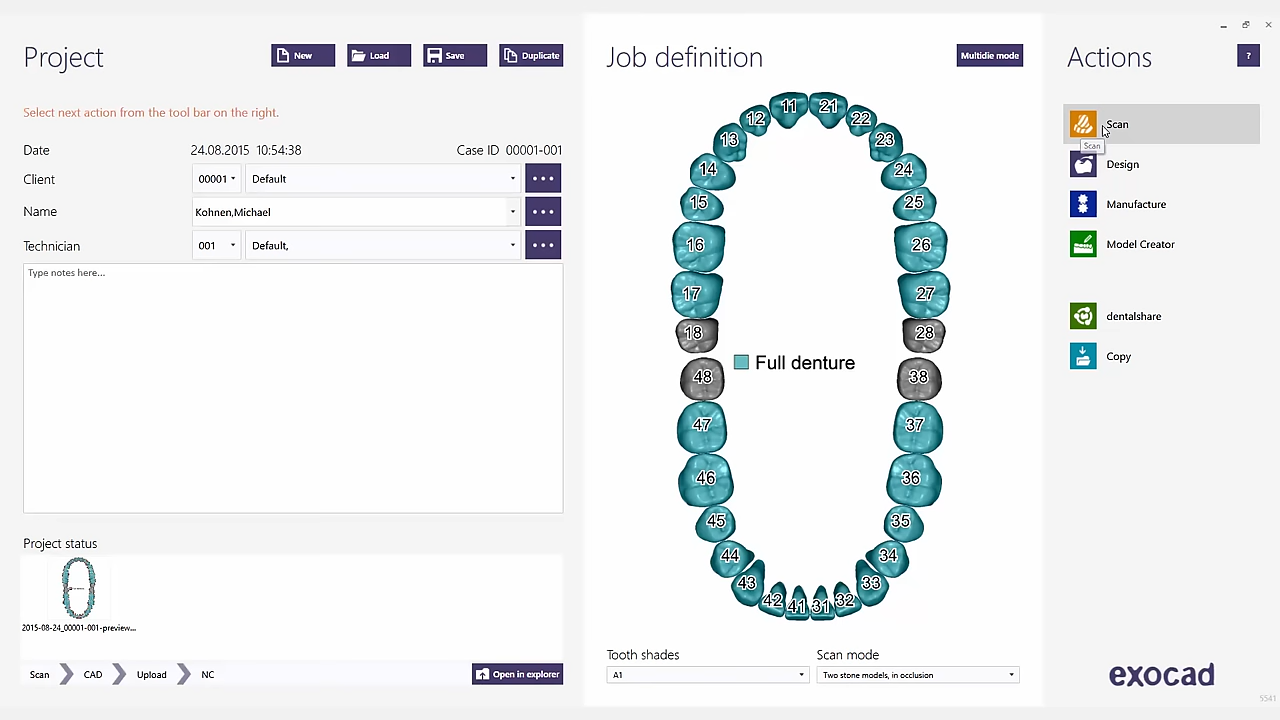 Project
New
Load
Save
Duplicate
Select next action from the tool bar on the right.
Date 24.08.2015 10:54:38 Case ID 00001-001
Client 00001 Default
Name Kohnen,Michael
Technician 001 Default,
Type notes here...
Project status
2015-08-24_00001-001-preview...
Scan CAD Upload NC
Open in explorer
Job definition
Multidie mode
11 21
12 22
13 23
14 24
15 25
16 26
17 27
18 28
Full denture
48 38
47 37
46 36
45 35
44 34
43 33
42 41 31 32
Tooth shades
A1
Scan mode
Two stone models, in occlusion
Actions
?
Scan
Scan
Design
Manufacture
Model Creator
dentalshare
Copy
exocad
5541